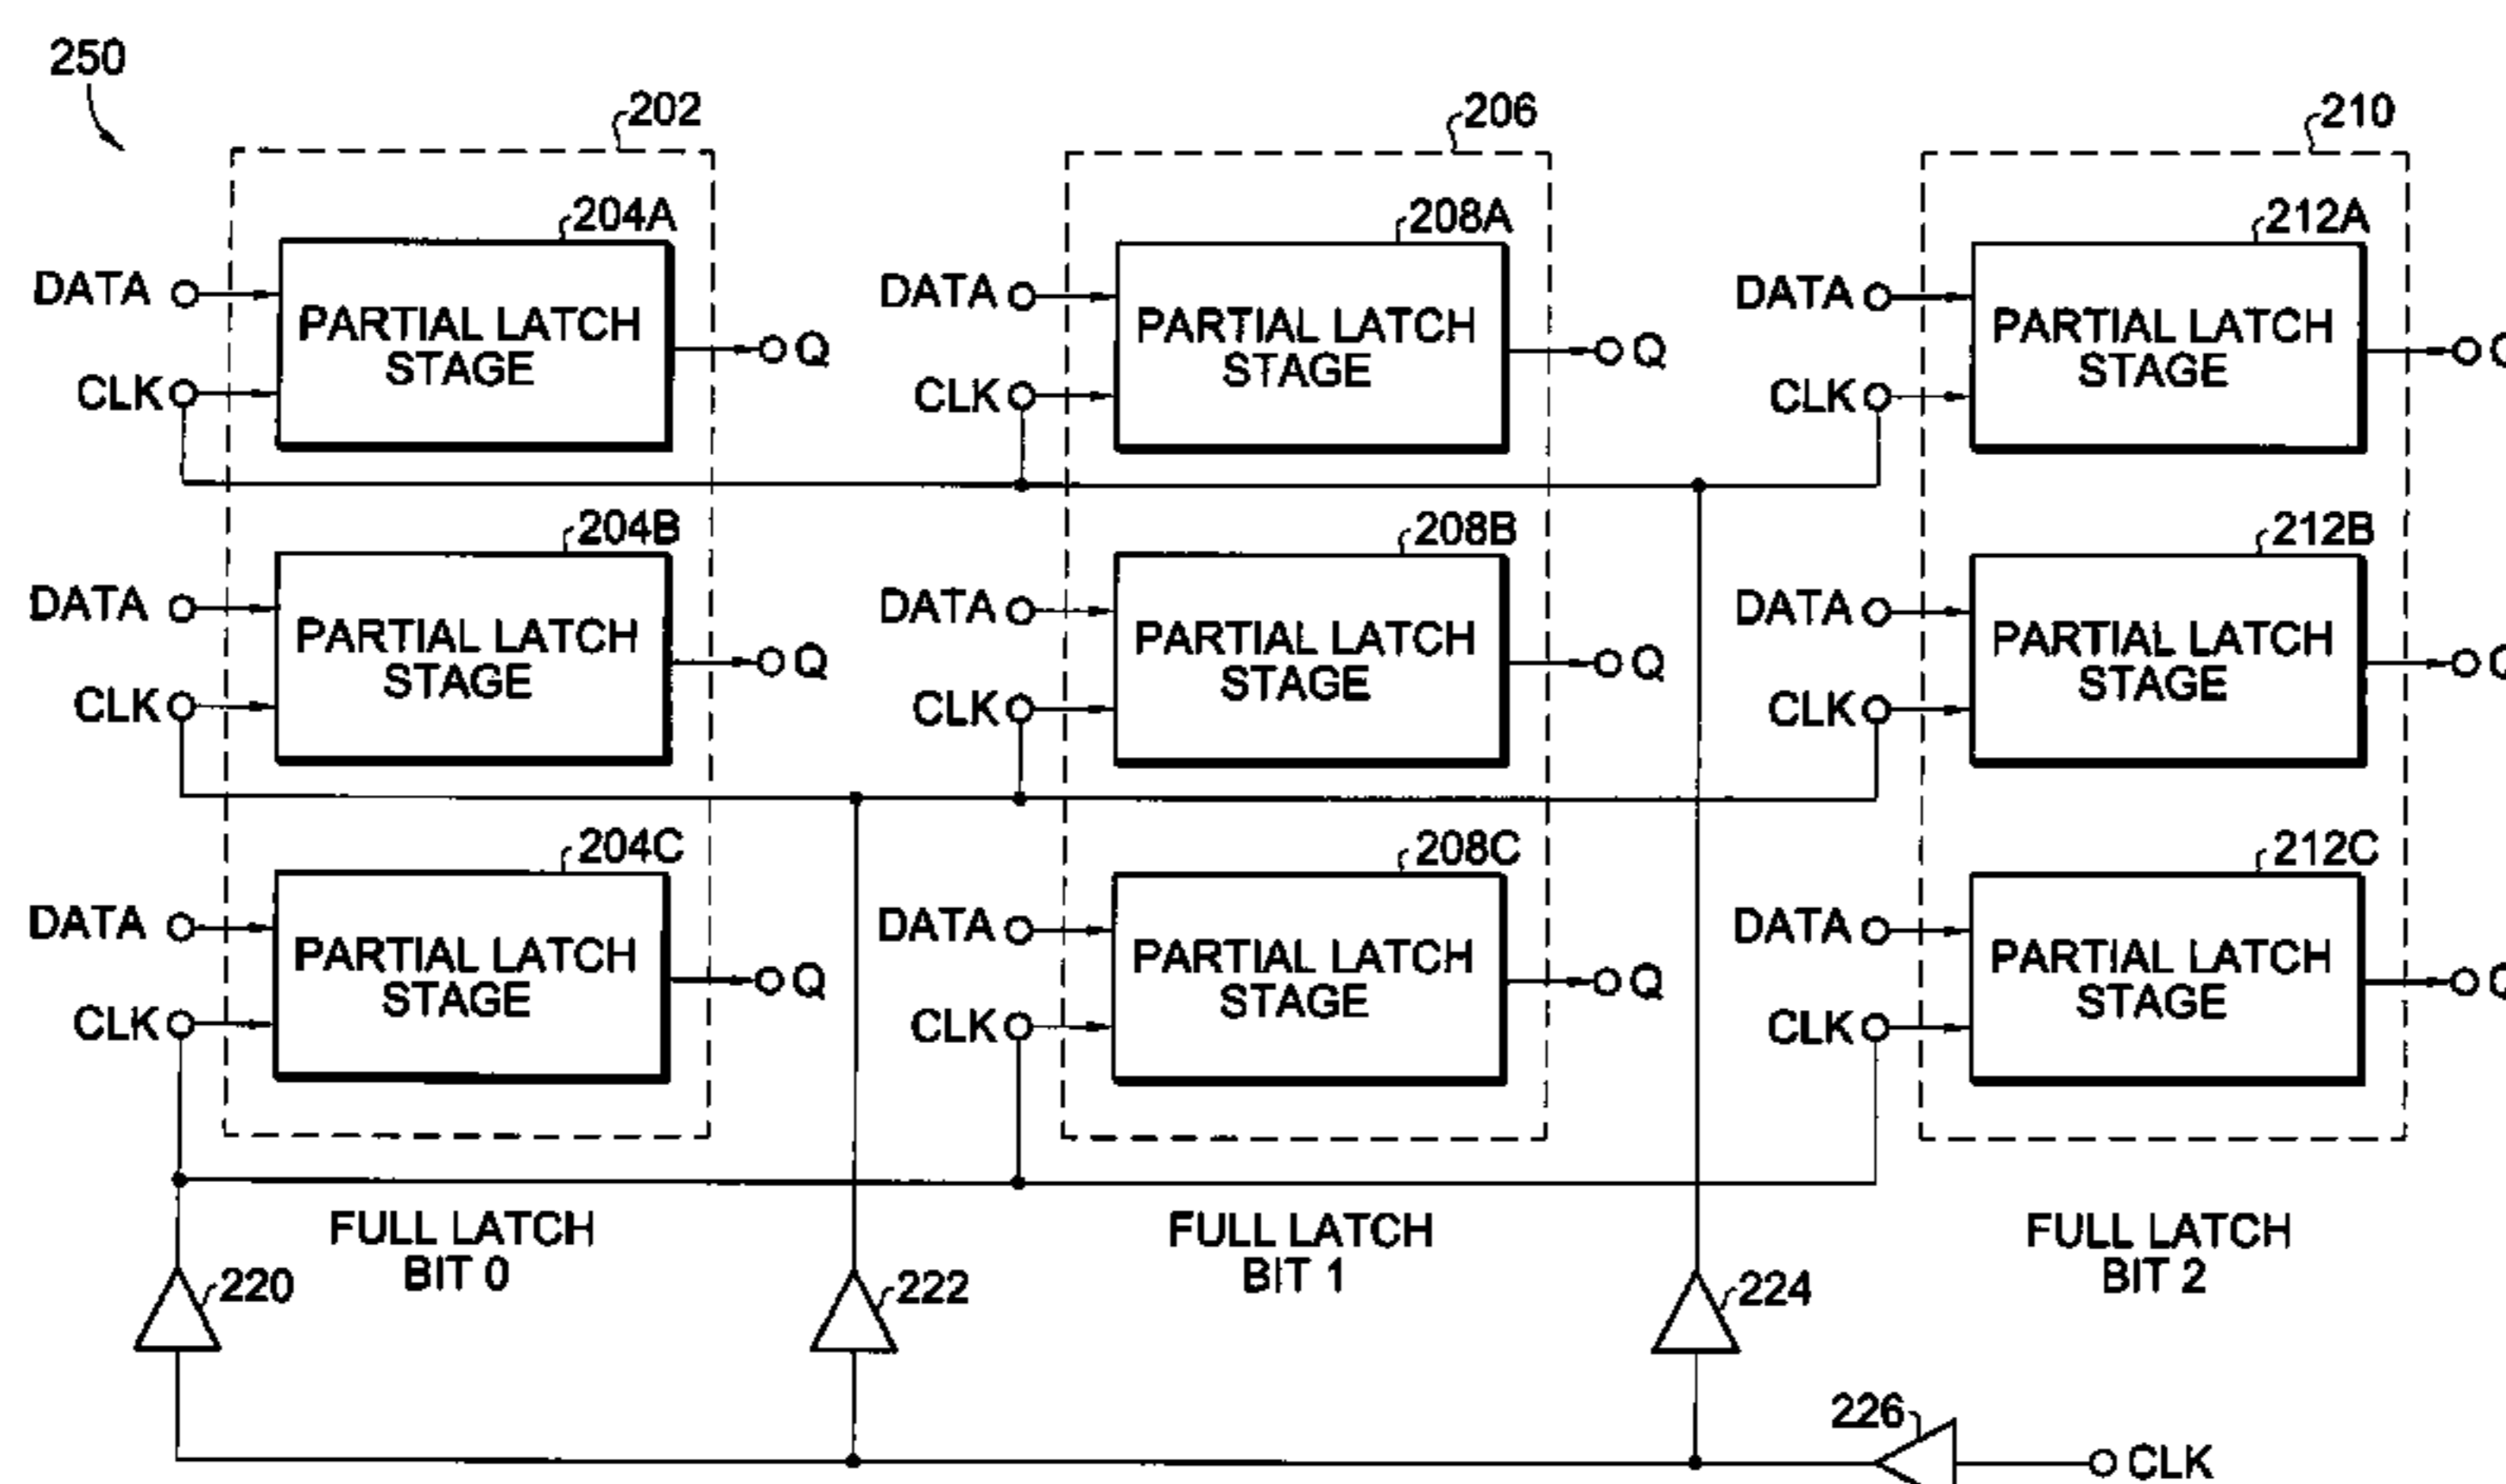 250
202 206 210
204A 208A 212A
DATA DATA DATA
PARTIAL LATCH STAGE Q PARTIAL LATCH STAGE Q PARTIAL LATCH STAGE
CLK CLK CLK
204B 208B 212B
DATA DATA DATA
PARTIAL LATCH STAGE Q PARTIAL LATCH STAGE Q PARTIAL LATCH STAGE
CLK CLK CLK
204C 208C 212C
DATA DATA DATA
PARTIAL LATCH STAGE Q PARTIAL LATCH STAGE Q PARTIAL LATCH STAGE
CLK CLK CLK
FULL LATCH BIT 0 FULL LATCH BIT 1 FULL LATCH BIT 2
220 222 224
226
CLK